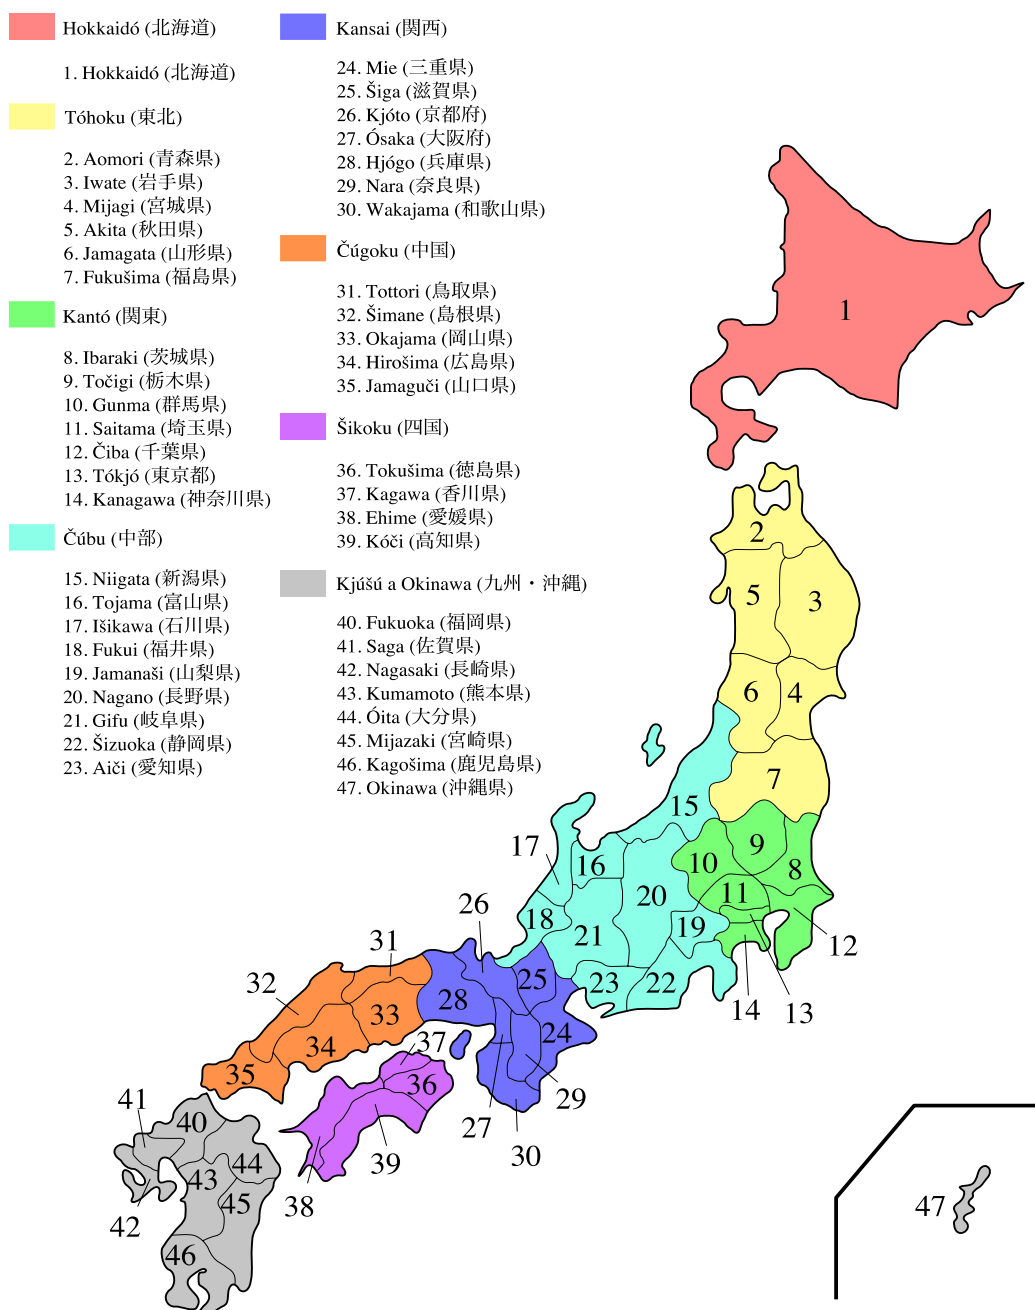 Hokkaidó (北海道)
1. Hokkaidó (北海道)
Tóhoku (東北)
2. Aomori (青森県)
3. Iwate (岩手県)
4. Mijagi (宮城県)
5. Akita (秋田県)
6. Jamagata (山形県)
7. Fukušima (福島県)
Kantó (関東)
8. Ibaraki (茨城県)
9. Točigi (栃木県)
10. Gunma (群馬県)
11. Saitama (埼玉県)
12. Čiba (千葉県)
13. Tókjó (東京都)
14. Kanagawa (神奈川県)
Čúbu (中部)
15. Niigata (新潟県)
16. Tojama (富山県)
17. Išikawa (石川県)
18. Fukui (福井県)
19. Jamanaši (山梨県)
20. Nagano (長野県)
21. Gifu (岐阜県)
22. Šizuoka (静岡県)
23. Aiči (愛知県)
Kansai (関西)
24. Mie (三重県)
25. Šiga (滋賀県)
26. Kjóto (京都府)
27. Ósaka (大阪府)
28. Hjógo (兵庫県)
29. Nara (奈良県)
30. Wakajama (和歌山県)
Čúgoku (中国)
31. Tottori (鳥取県)
32. Šimane (島根県)
33. Okajama (岡山県)
34. Hirošima (広島県)
35. Jamaguči (山口県)
Šikoku (四国)
36. Tokušima (徳島県)
37. Kagawa (香川県)
38. Ehime (愛媛県)
39. Kóči (高知県)
Kjúšú a Okinawa (九州・沖縄)
40. Fukuoka (福岡県)
41. Saga (佐賀県)
42. Nagasaki (長崎県)
43. Kumamoto (熊本県)
44. Óita (大分県)
45. Mijazaki (宮崎県)
46. Kagošima (鹿児島県)
47. Okinawa (沖縄県)
1
2
5
3
6
4
7
15
17
16
10
9
8
20
11
26
18
21
19
12
31
32
28
25
23
22
14
13
33
34
24
37
35
36
29
41
40
27
30
39
43
44
42
38
45
46
47